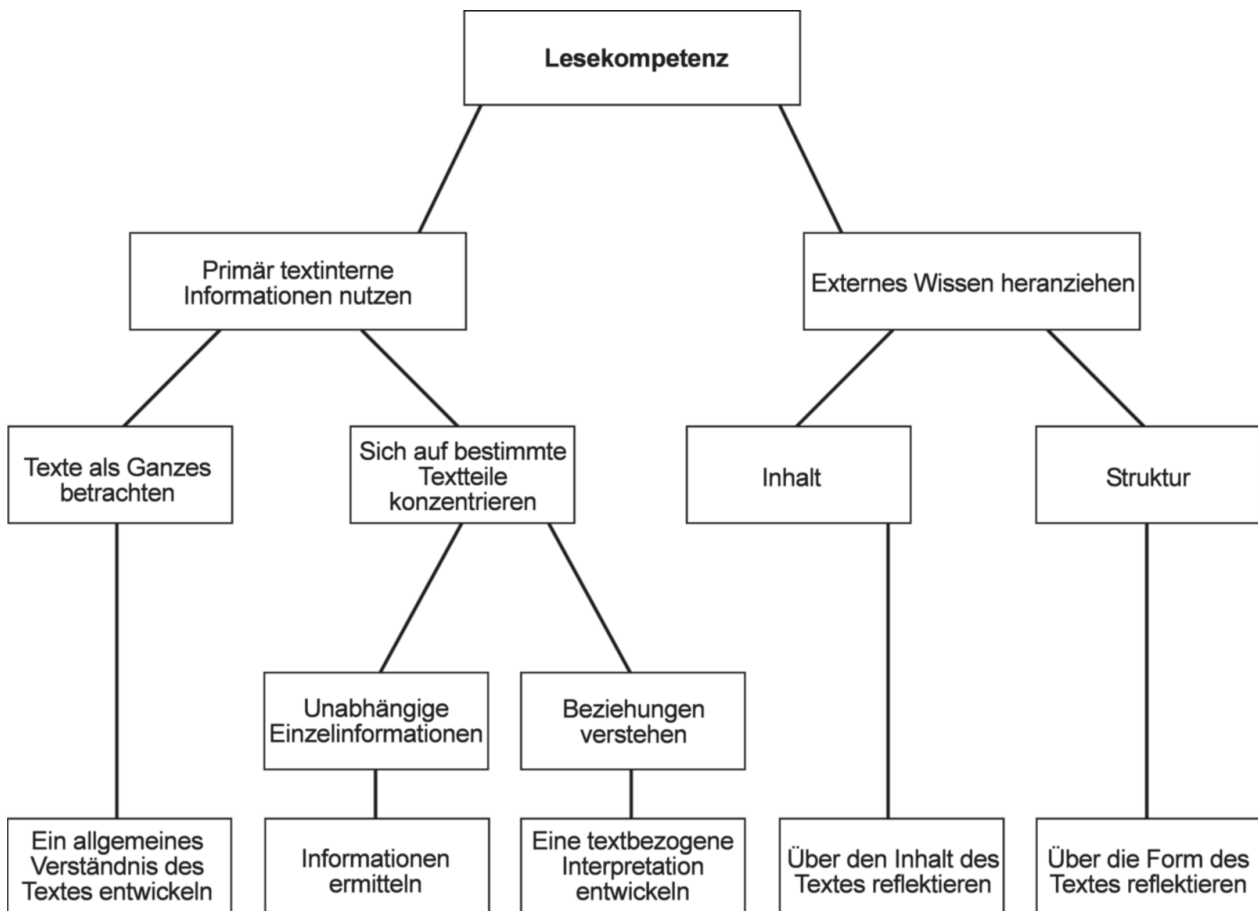 Lesekompetenz
Primär textinterne
Informationen nutzen
Externes Wissen heranziehen
Texte als Ganzes
betrachten
Sich auf bestimmte
Textteile
konzentrieren
Inhalt
Struktur
Unabhängige
Einzelinformationen
Beziehungen
verstehen
Ein allgemeines
Verständnis des
Textes entwickeln
Informationen
ermitteln
Eine textbezogene
Interpretation
entwickeln
Über den Inhalt des
Textes reflektieren
Über die Form des
Textes reflektieren